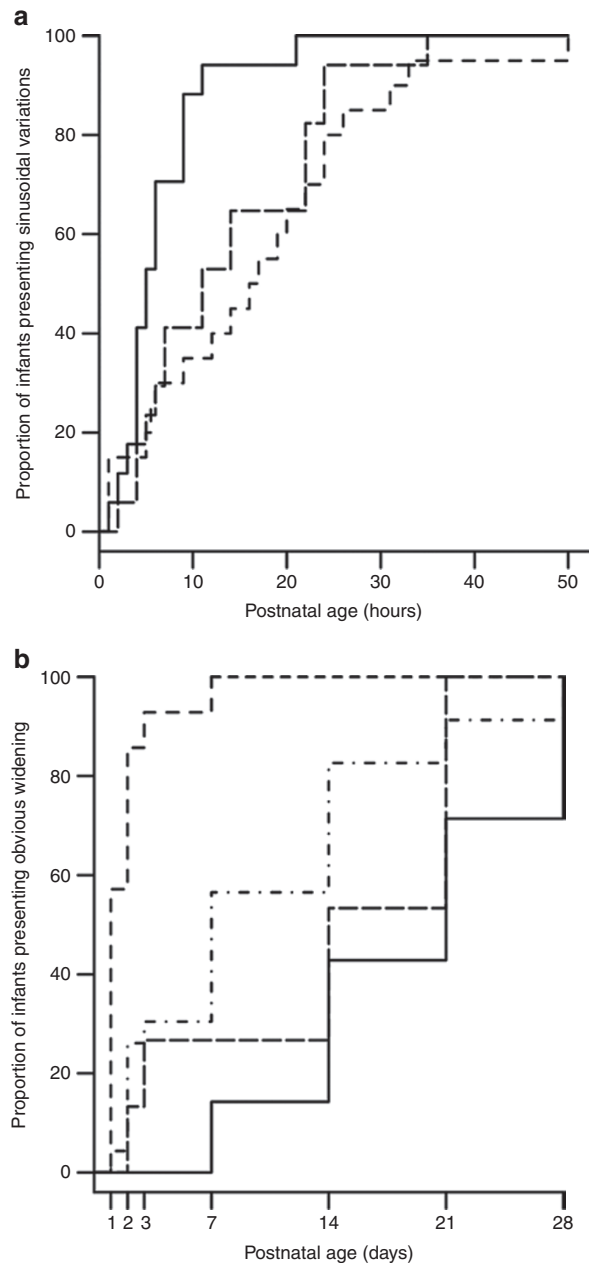 a
Proportion of infants presenting sinusoidal variations
100
80
60
40
20
0
0 10 20 30 40 50
Postnatal age (hours)
b
Proportion of infants presenting obvious widening
100
80
60
40
20
0
1 2 3 7 14 21 28
Postnatal age (days)